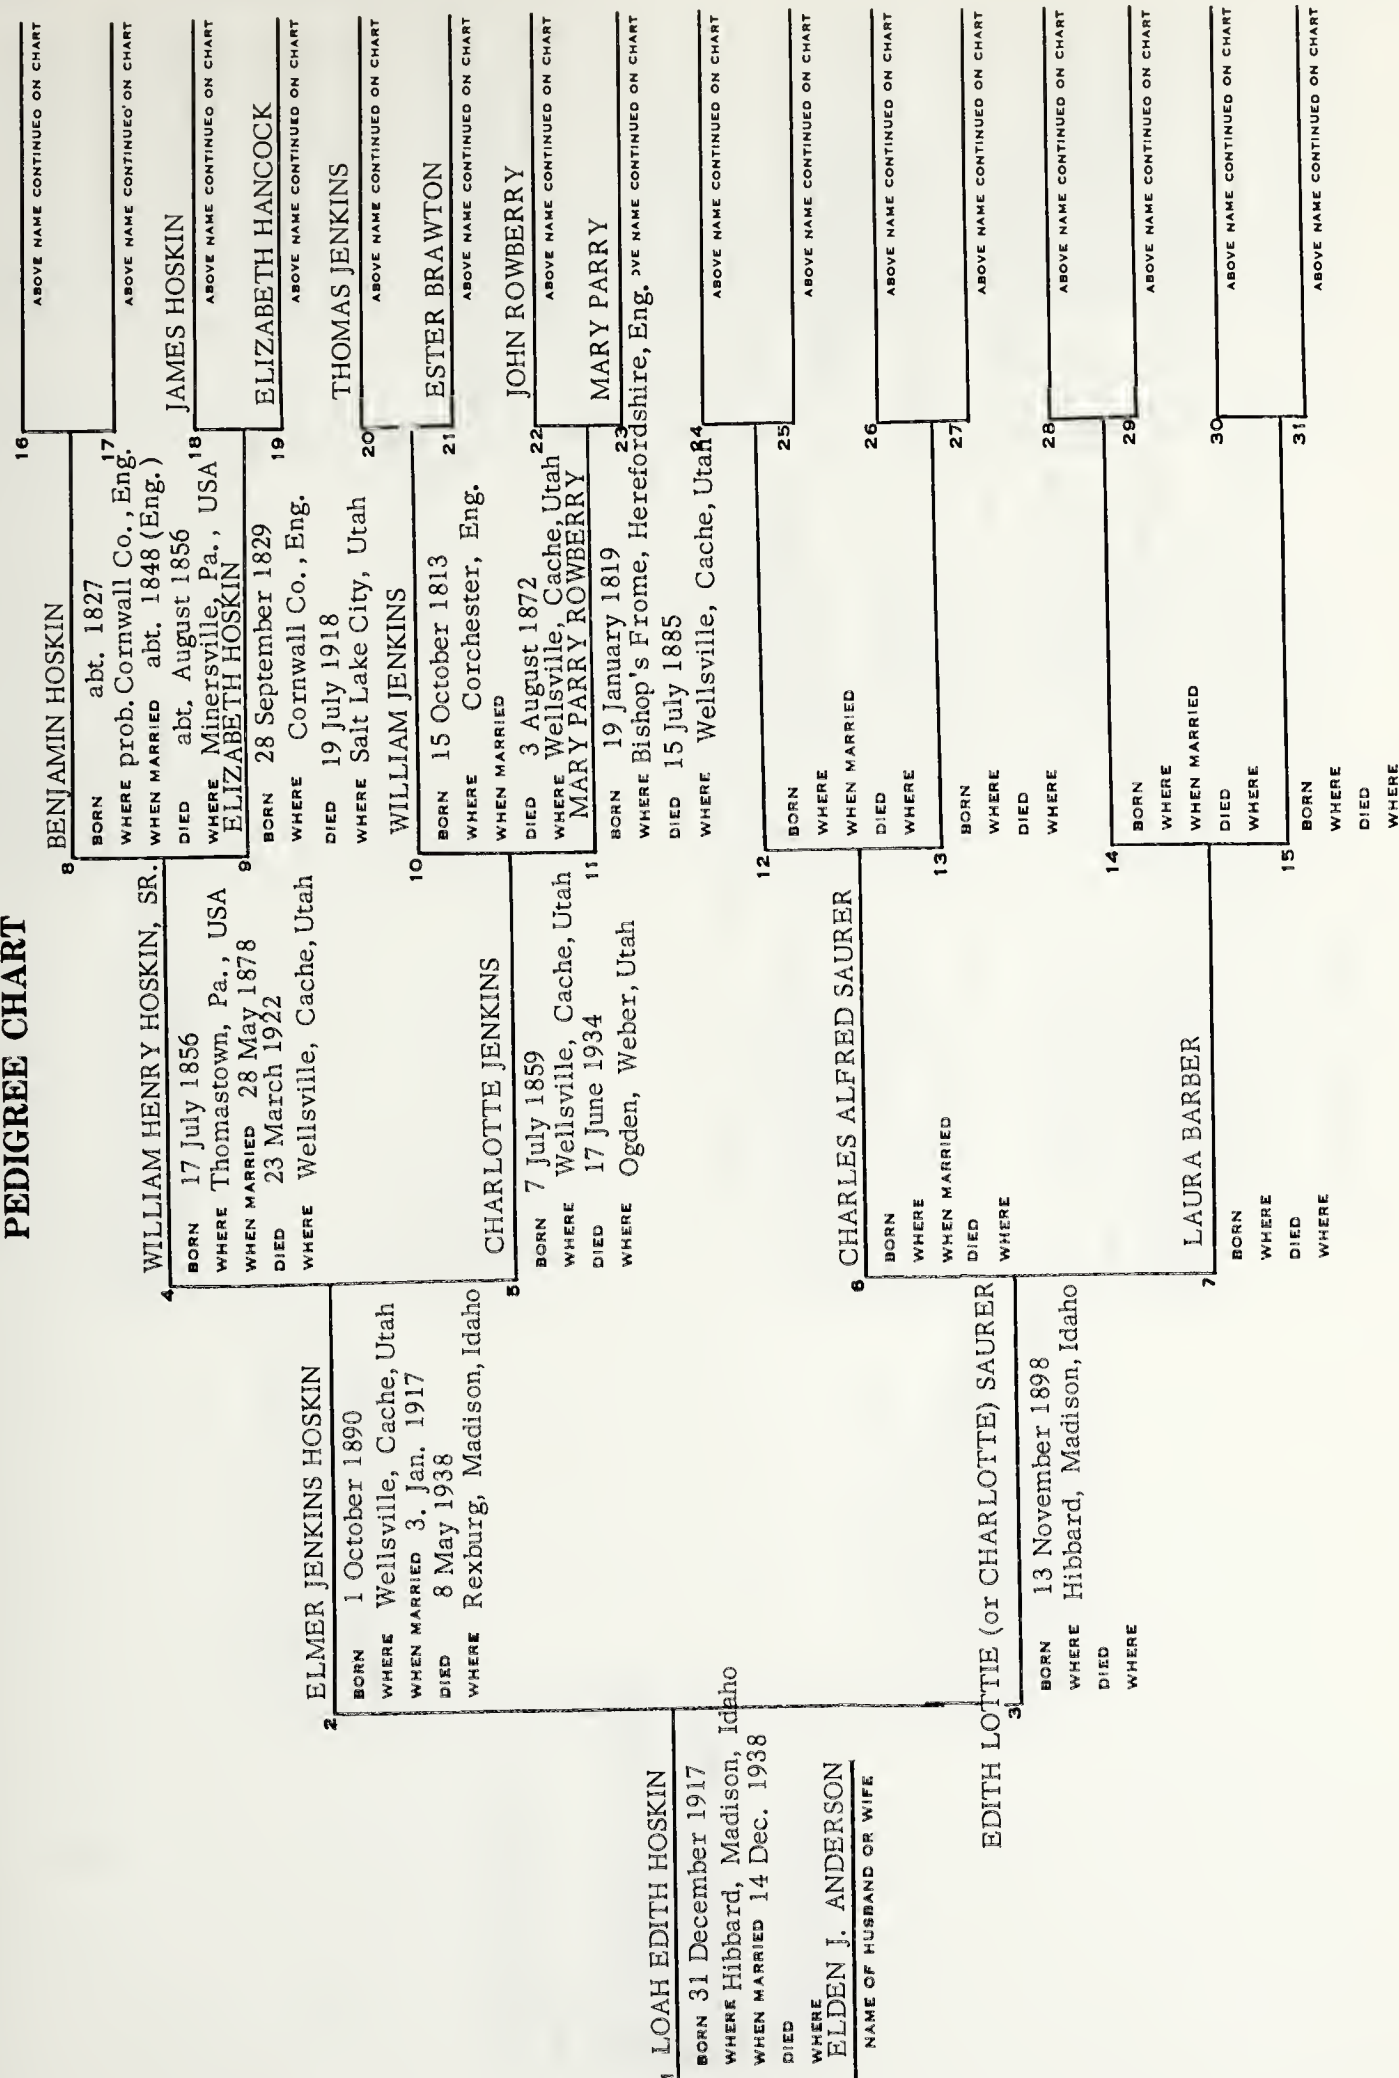 PEDIGREE CHART
LOAH EDITH HOSKIN
BORN 31 December 1917
WHERE Hibbard, Madison, Idaho
WHEN MARRIED 14 Dec. 1938
DIED
WHERE
ELDEN J. ANDERSON
NAME OF HUSBAND OR WIFE
2
ELMER JENKINS HOSKIN
BORN 1 October 1890
WHERE Wellsville, Cache, Utah
WHEN MARRIED 3. Jan. 1917
DIED 8 May 1938
WHERE Rexburg, Madison, Idaho
3
EDITH LOTTIE (or CHARLOTTE) SAURER
BORN 13 November 1898
WHERE Hibbard, Madison, Idaho
DIED
WHERE
4
WILLIAM HENRY HOSKIN, SR.
BORN 17 July 1856
WHERE Thomastown, Pa., USA
WHEN MARRIED 28 May 1878
DIED 23 March 1922
WHERE Wellsville, Cache, Utah
5
CHARLOTTE JENKINS
BORN 7 July 1859
WHERE Wellsville, Cache, Utah
DIED 17 June 1934
WHERE Ogden, Weber, Utah
6
CHARLES ALFRED SAURER
BORN
WHERE
WHEN MARRIED
DIED
WHERE
7
LAURA BARBER
BORN
WHERE
DIED
WHERE
8
BENJAMIN HOSKIN
BORN abt. 1827
WHERE prob. Cornwall Co., Eng.
WHEN MARRIED abt. 1848 (Eng.)
DIED abt. August 1856
WHERE Minersville, Pa., USA
9
ELIZABETH HOSKIN
BORN 28 September 1829
WHERE Cornwall Co., Eng.
DIED 19 July 1918
WHERE Salt Lake City, Utah
10
WILLIAM JENKINS
BORN 15 October 1813
WHERE Corchester, Eng.
WHEN MARRIED
DIED 3 August 1872
WHERE Wellsville, Cache, Utah
11
MARY PARRY ROWBERRY
BORN 19 January 1819
WHERE Bishop's Frome, Herefordshire, Eng.
DIED 15 July 1885
WHERE Wellsville, Cache, Utah
12
BORN
WHERE
WHEN MARRIED
DIED
WHERE
13
BORN
WHERE
DIED
WHERE
14
BORN
WHERE
WHEN MARRIED
DIED
WHERE
15
BORN
WHERE
DIED
WHERE
16
ABOVE NAME CONTINUED ON CHART
17
ABOVE NAME CONTINUED ON CHART
18
JAMES HOSKIN
ABOVE NAME CONTINUED ON CHART
19
ELIZABETH HANCOCK
ABOVE NAME CONTINUED ON CHART
20
THOMAS JENKINS
ABOVE NAME CONTINUED ON CHART
21
ESTER BRAWTON
ABOVE NAME CONTINUED ON CHART
22
JOHN ROWBERRY
ABOVE NAME CONTINUED ON CHART
23
MARY PARRY
OVE NAME CONTINUED ON CHART
24
ABOVE NAME CONTINUED ON CHART
25
ABOVE NAME CONTINUED ON CHART
26
ABOVE NAME CONTINUED ON CHART
27
ABOVE NAME CONTINUED ON CHART
28
ABOVE NAME CONTINUED ON CHART
29
ABOVE NAME CONTINUED ON CHART
30
ABOVE NAME CONTINUED ON CHART
31
ABOVE NAME CONTINUED ON CHART